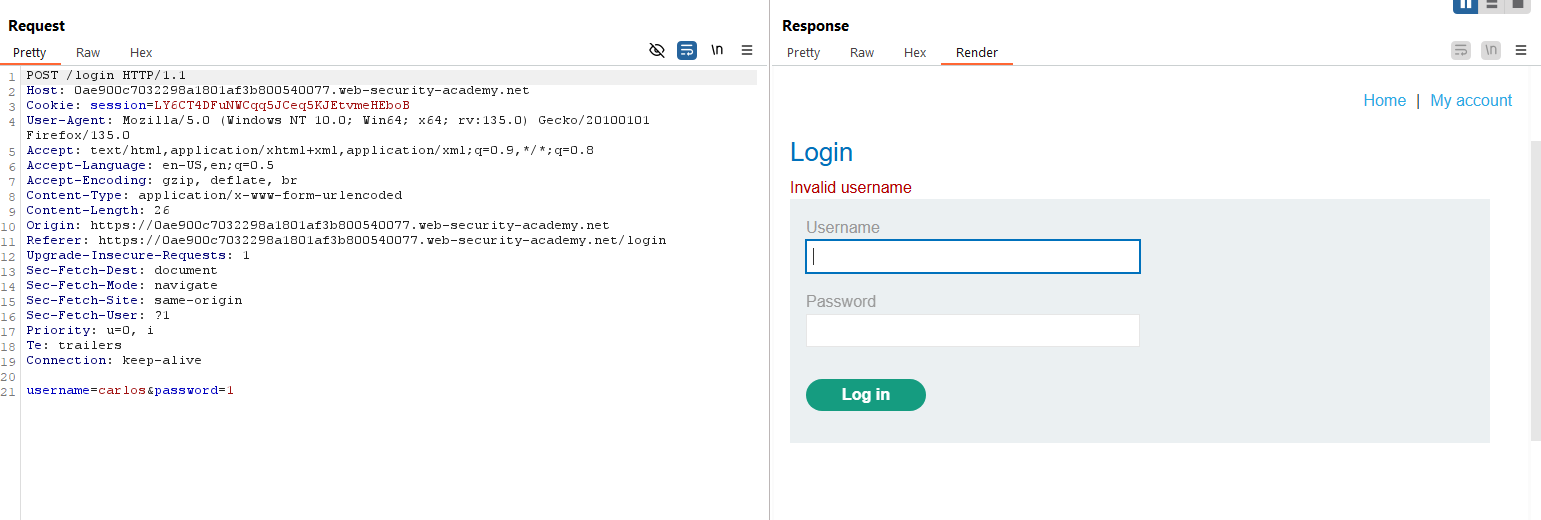 Request
Pretty Raw Hex
\n
1 POST /login HTTP/1.1
2 Host: 0ae900c7032298a1801af3b800540077.web-security-academy.net
3 Cookie: session=LY6CT4DFuNWCqq5JCeq5KJEtvmeHEboB
4 User-Agent: Mozilla/5.0 (Windows NT 10.0; Win64; x64; rv:135.0) Gecko/20100101
Firefox/135.0
5 Accept: text/html,application/xhtml+xml,application/xml;q=0.9,*/*;q=0.8
6 Accept-Language: en-US,en;q=0.5
7 Accept-Encoding: gzip, deflate, br
8 Content-Type: application/x-www-form-urlencoded
9 Content-Length: 26
10 Origin: https://0ae900c7032298a1801af3b800540077.web-security-academy.net
11 Referer: https://0ae900c7032298a1801af3b800540077.web-security-academy.net/login
12 Upgrade-Insecure-Requests: 1
13 Sec-Fetch-Dest: document
14 Sec-Fetch-Mode: navigate
15 Sec-Fetch-Site: same-origin
16 Sec-Fetch-User: ?1
17 Priority: u=0, i
18 Te: trailers
19 Connection: keep-alive
20
21 username=carlos&password=1
Response
Pretty Raw Hex Render
\n
Home | My account
Login
Invalid username
Username
Password
Log in